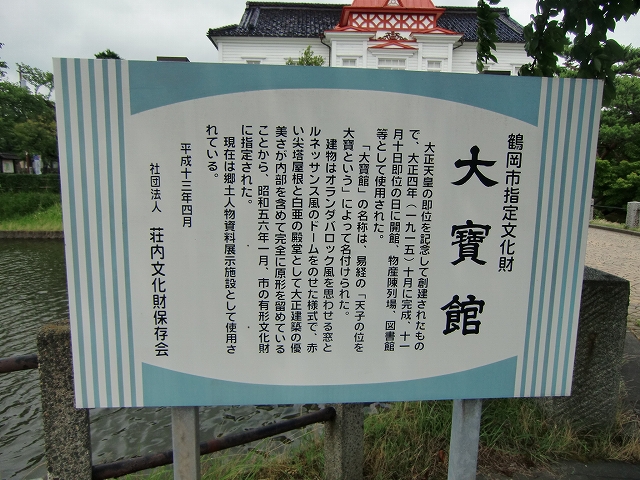 鶴岡市指定文化財
大寶館
大正天皇の即位を記念して創建されたもの
で、大正四年（一九一五）十月に完成、十一
月十日即位の日に開館、物産陳列場、図書館
等として使用された。
「大寶館」の名称は、易経の「天子の位を
大寶という」によって名付けられた。
建物はオランダバロック風を思わせる窓と
ルネッサンス風のドームをのせた様式で、赤
い尖塔屋根と白亜の殿堂として大正建築の優
美さが内部を含めて完全に原形を留めている
ことから、昭和五六年一月、市の有形文化財
に指定された。
現在は郷土人物資料展示施設として使用さ
れている。
平成十三年四月
社団法人 荘内文化財保存会